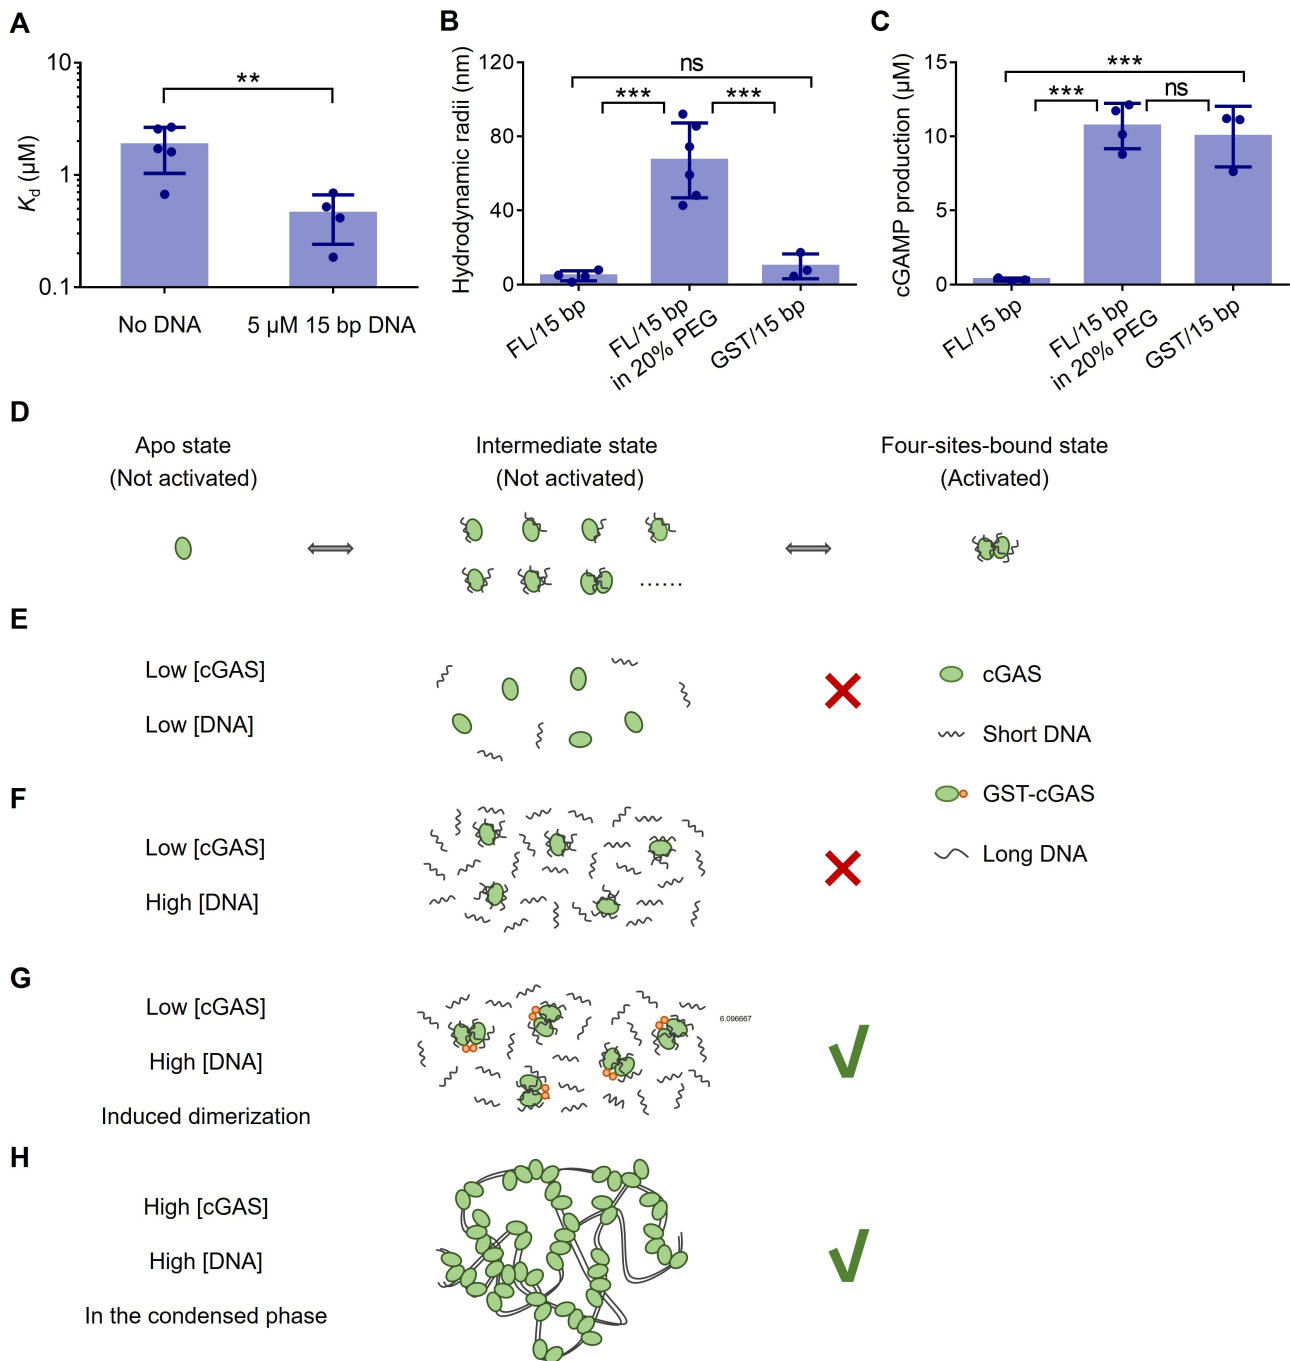 A
10
1
0.1
Kd (µM)
**
No DNA
5 µM 15 bp DNA
B
120
80
40
0
Hydrodynamic radii (nm)
ns
***
***
FL/15 bp
FL/15 bp
in 20% PEG
GST/15 bp
C
15
10
5
0
cGAMP production (µM)
***
***
ns
FL/15 bp
FL/15 bp
in 20% PEG
GST/15 bp
D
Apo state
(Not activated)
Intermediate state
(Not activated)
Four-sites-bound state
(Activated)
......
E
Low [cGAS]
Low [DNA]
cGAS
Short DNA
GST-cGAS
Long DNA
F
Low [cGAS]
High [DNA]
G
Low [cGAS]
High [DNA]
Induced dimerization
6.096667
H
High [cGAS]
High [DNA]
In the condensed phase